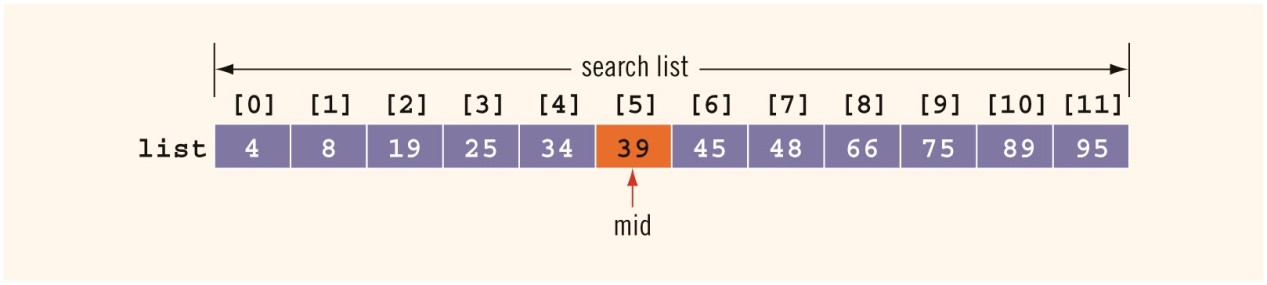 search list
[0] [1] [2] [3] [4] [5] [6] [7] [8] [9] [10] [11]
list 4 8 19 25 34 39 45 48 66 75 89 95
mid